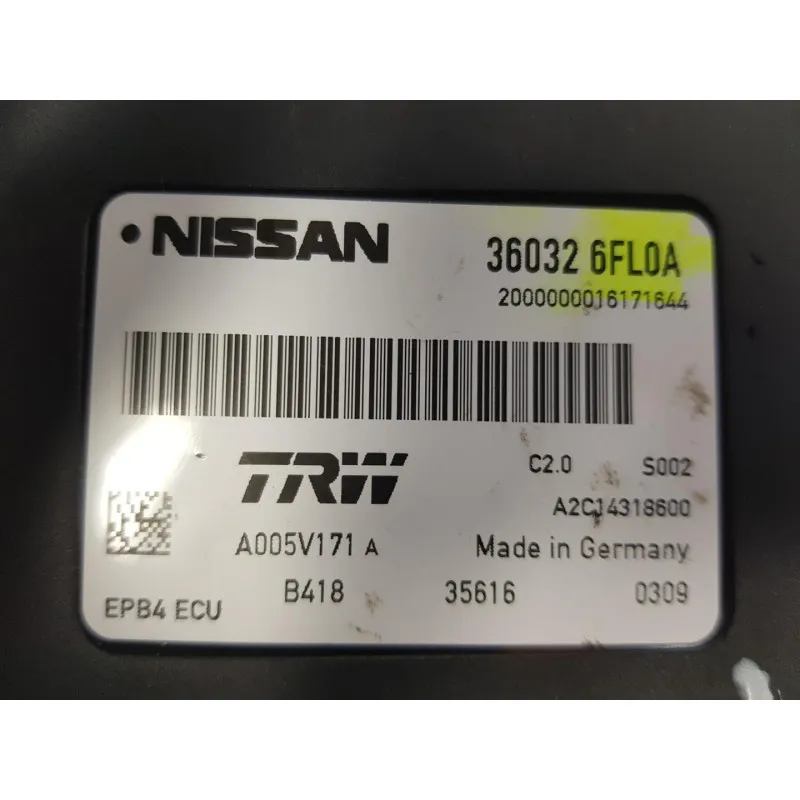 NISSAN 36032 6FL0A
2000000016171644
TRW C2.0 S002
A2C14318600
A005V171 A Made in Germany
B418 35616 0309
EPB4 ECU